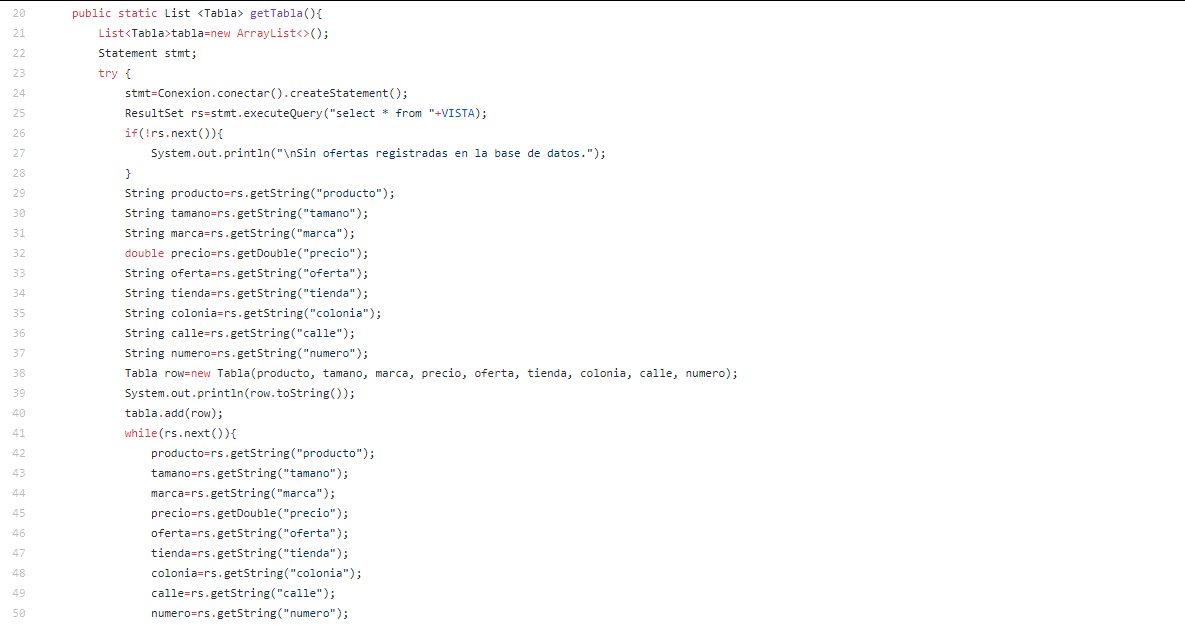 20 public static List <Tabla> getTabla(){
21 List<Tabla>tabla=new ArrayList<>();
22 Statement stmt;
23 try {
24 stmt=Conexion.conectar().createStatement();
25 ResultSet rs=stmt.executeQuery("select * from "+VISTA);
26 if(!rs.next()){
27 System.out.println("\nSin ofertas registradas en la base de datos.");
28 }
29 String producto=rs.getString("producto");
30 String tamano=rs.getString("tamano");
31 String marca=rs.getString("marca");
32 double precio=rs.getDouble("precio");
33 String oferta=rs.getString("oferta");
34 String tienda=rs.getString("tienda");
35 String colonia=rs.getString("colonia");
36 String calle=rs.getString("calle");
37 String numero=rs.getString("numero");
38 Tabla row=new Tabla(producto, tamano, marca, precio, oferta, tienda, colonia, calle, numero);
39 System.out.println(row.toString());
40 tabla.add(row);
41 while(rs.next()){
42 producto=rs.getString("producto");
43 tamano=rs.getString("tamano");
44 marca=rs.getString("marca");
45 precio=rs.getDouble("precio");
46 oferta=rs.getString("oferta");
47 tienda=rs.getString("tienda");
48 colonia=rs.getString("colonia");
49 calle=rs.getString("calle");
50 numero=rs.getString("numero");